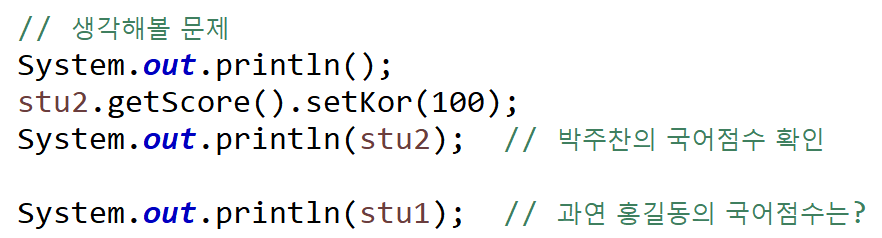 // 생각해볼 문제
System.out.println();
stu2.getScore().setKor(100);
System.out.println(stu2);  // 박주찬의 국어점수 확인
System.out.println(stu1);  // 과연 홍길동의 국어점수는?